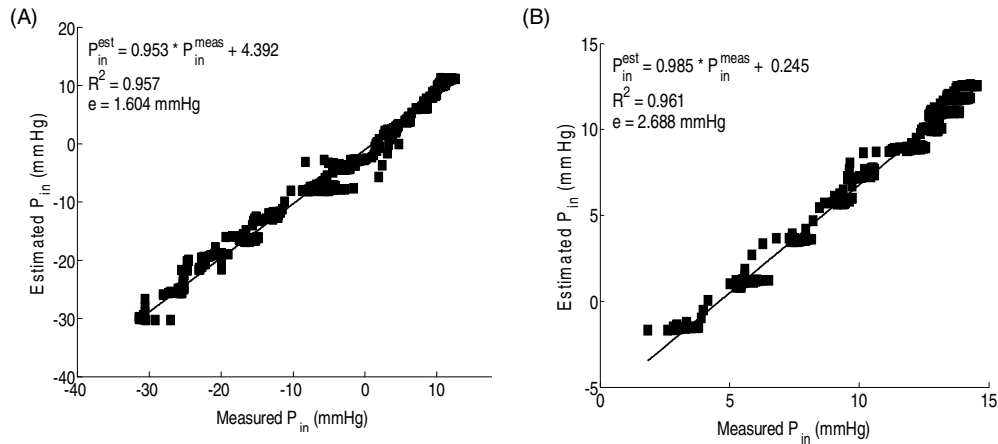 (A)
20
10
0
-10
-20
-30
-40
Estimated P_in (mmHg)
P_in^est = 0.953 * P_in^meas + 4.392
R^2 = 0.957
e = 1.604 mmHg
-40 -30 -20 -10 0 10
Measured P_in (mmHg)
(B)
15
10
5
0
-5
Estimated P_in (mmHg)
P_in^est = 0.985 * P_in^meas + 0.245
R^2 = 0.961
e = 2.688 mmHg
0 5 10 15
Measured P_in (mmHg)